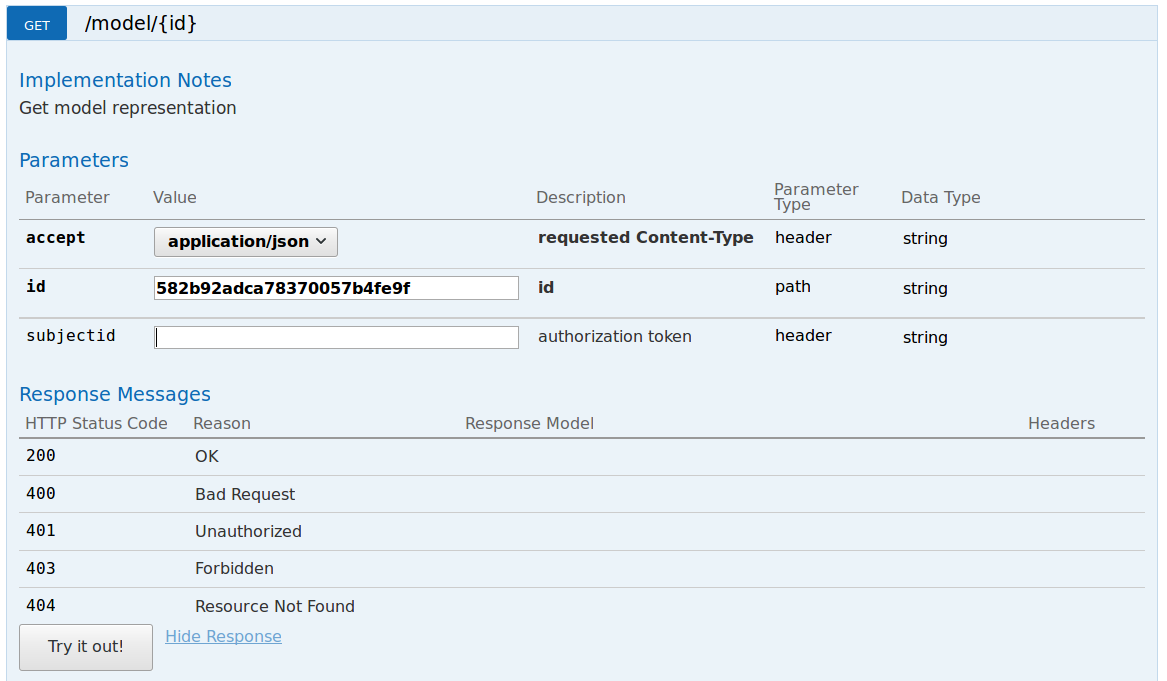 GET /model/{id}
Implementation Notes
Get model representation
Parameters
Parameter Value Description Parameter Type Data Type
accept application/json requested Content-Type header string
id 582b92adca78370057b4fe9f id path string
subjectid authorization token header string
Response Messages
HTTP Status Code Reason Response Model Headers
200 OK
400 Bad Request
401 Unauthorized
403 Forbidden
404 Resource Not Found
Try it out! Hide Response